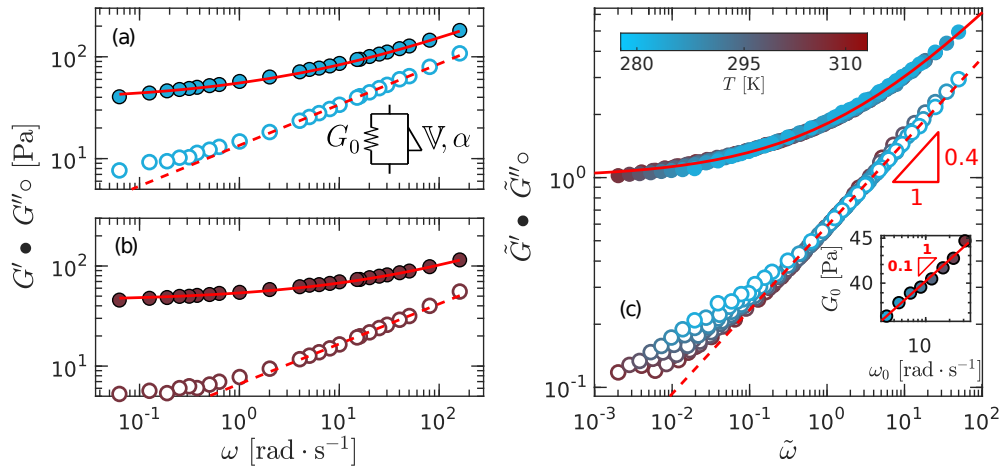 (a)
10²
10¹
G₀
𝕍, α
(b)
10²
10¹
G′ ● G″○ [Pa]
10⁻¹ 10⁰ 10¹ 10²
ω [rad · s⁻¹]
280 295 310
T [K]
10⁰
10⁻¹
G̃′ ● G̃″○
0.4
1
(c)
45
40
G₀ [Pa]
1
0.1
10
ω₀ [rad · s⁻¹]
10⁻³ 10⁻² 10⁻¹ 10⁰ 10¹ 10²
ω̃